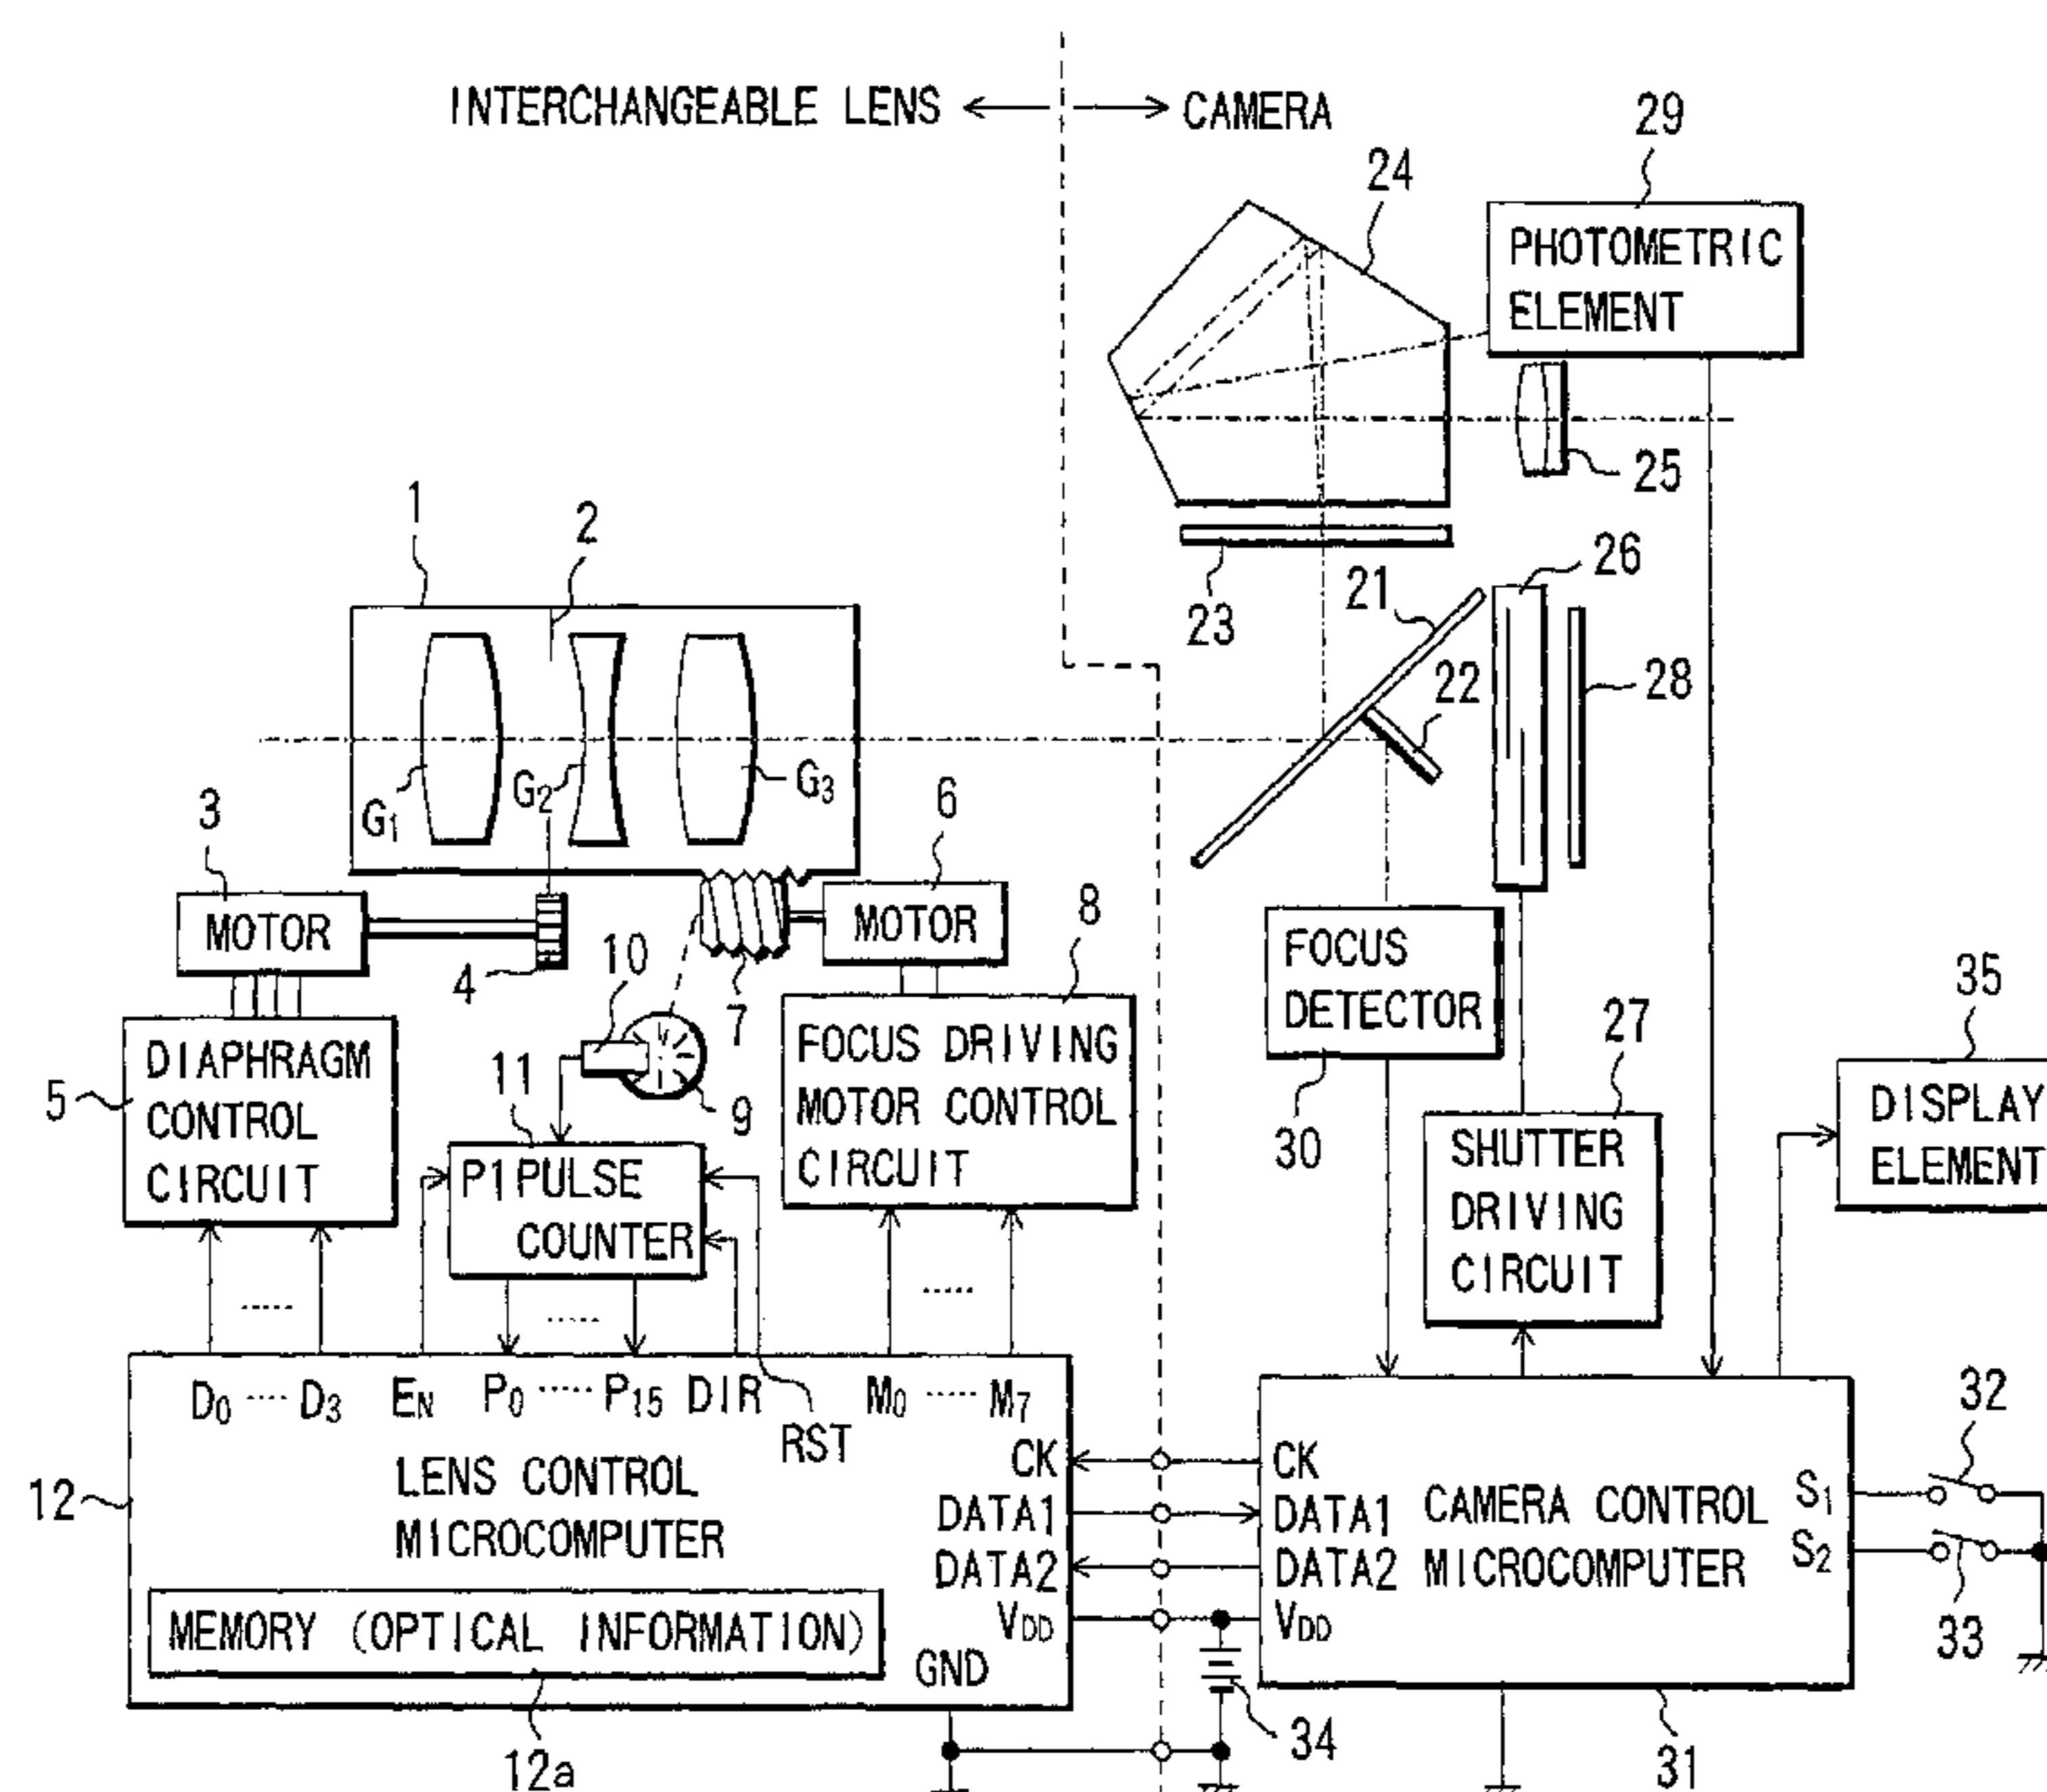 INTERCHANGEABLE LENS
CAMERA
29
24
PHOTOMETRIC
ELEMENT
25
1
2
23
21
26
22
28
G1
G2
G3
3
6
MOTOR
4
10
7
MOTOR
8
FOCUS
DETECTOR
30
27
35
5
DIAPHRAGM
CONTROL
CIRCUIT
11
9
P1 PULSE
COUNTER
FOCUS DRIVING
MOTOR CONTROL
CIRCUIT
SHUTTER
DRIVING
CIRCUIT
DISPLAY
ELEMENT
.....
.....
.....
D0 ···· D3
EN
P0 ····· P15
DIR
RST
M0 ····· M7
12
LENS CONTROL
MICROCOMPUTER
CK
DATA1
DATA2
VDD
GND
MEMORY (OPTICAL INFORMATION)
12a
CK
DATA1
DATA2
VDD
CAMERA CONTROL
MICROCOMPUTER
S1
S2
32
33
34
31